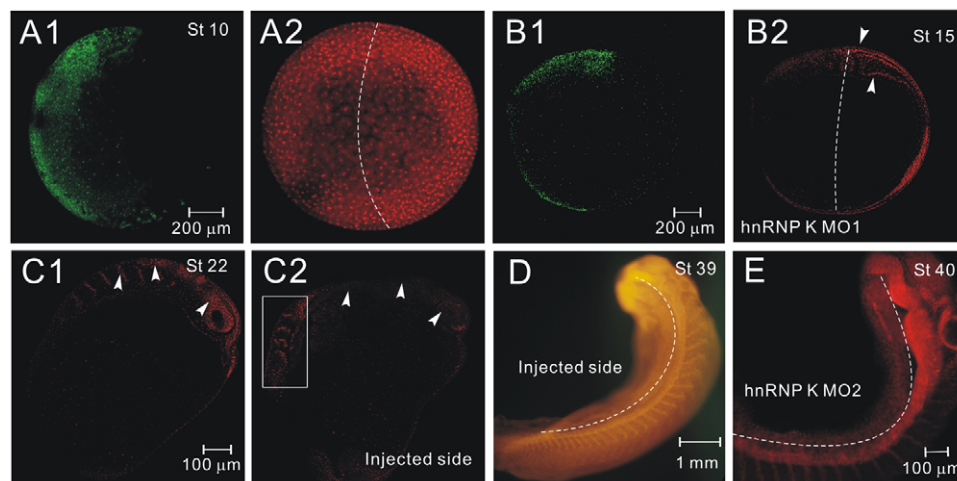 A1
St 10
200 μm
A2
B1
200 μm
B2
St 15
hnRNP K MO1
C1
St 22
100 μm
C2
Injected side
D
St 39
Injected side
1 mm
E
St 40
hnRNP K MO2
100 μm